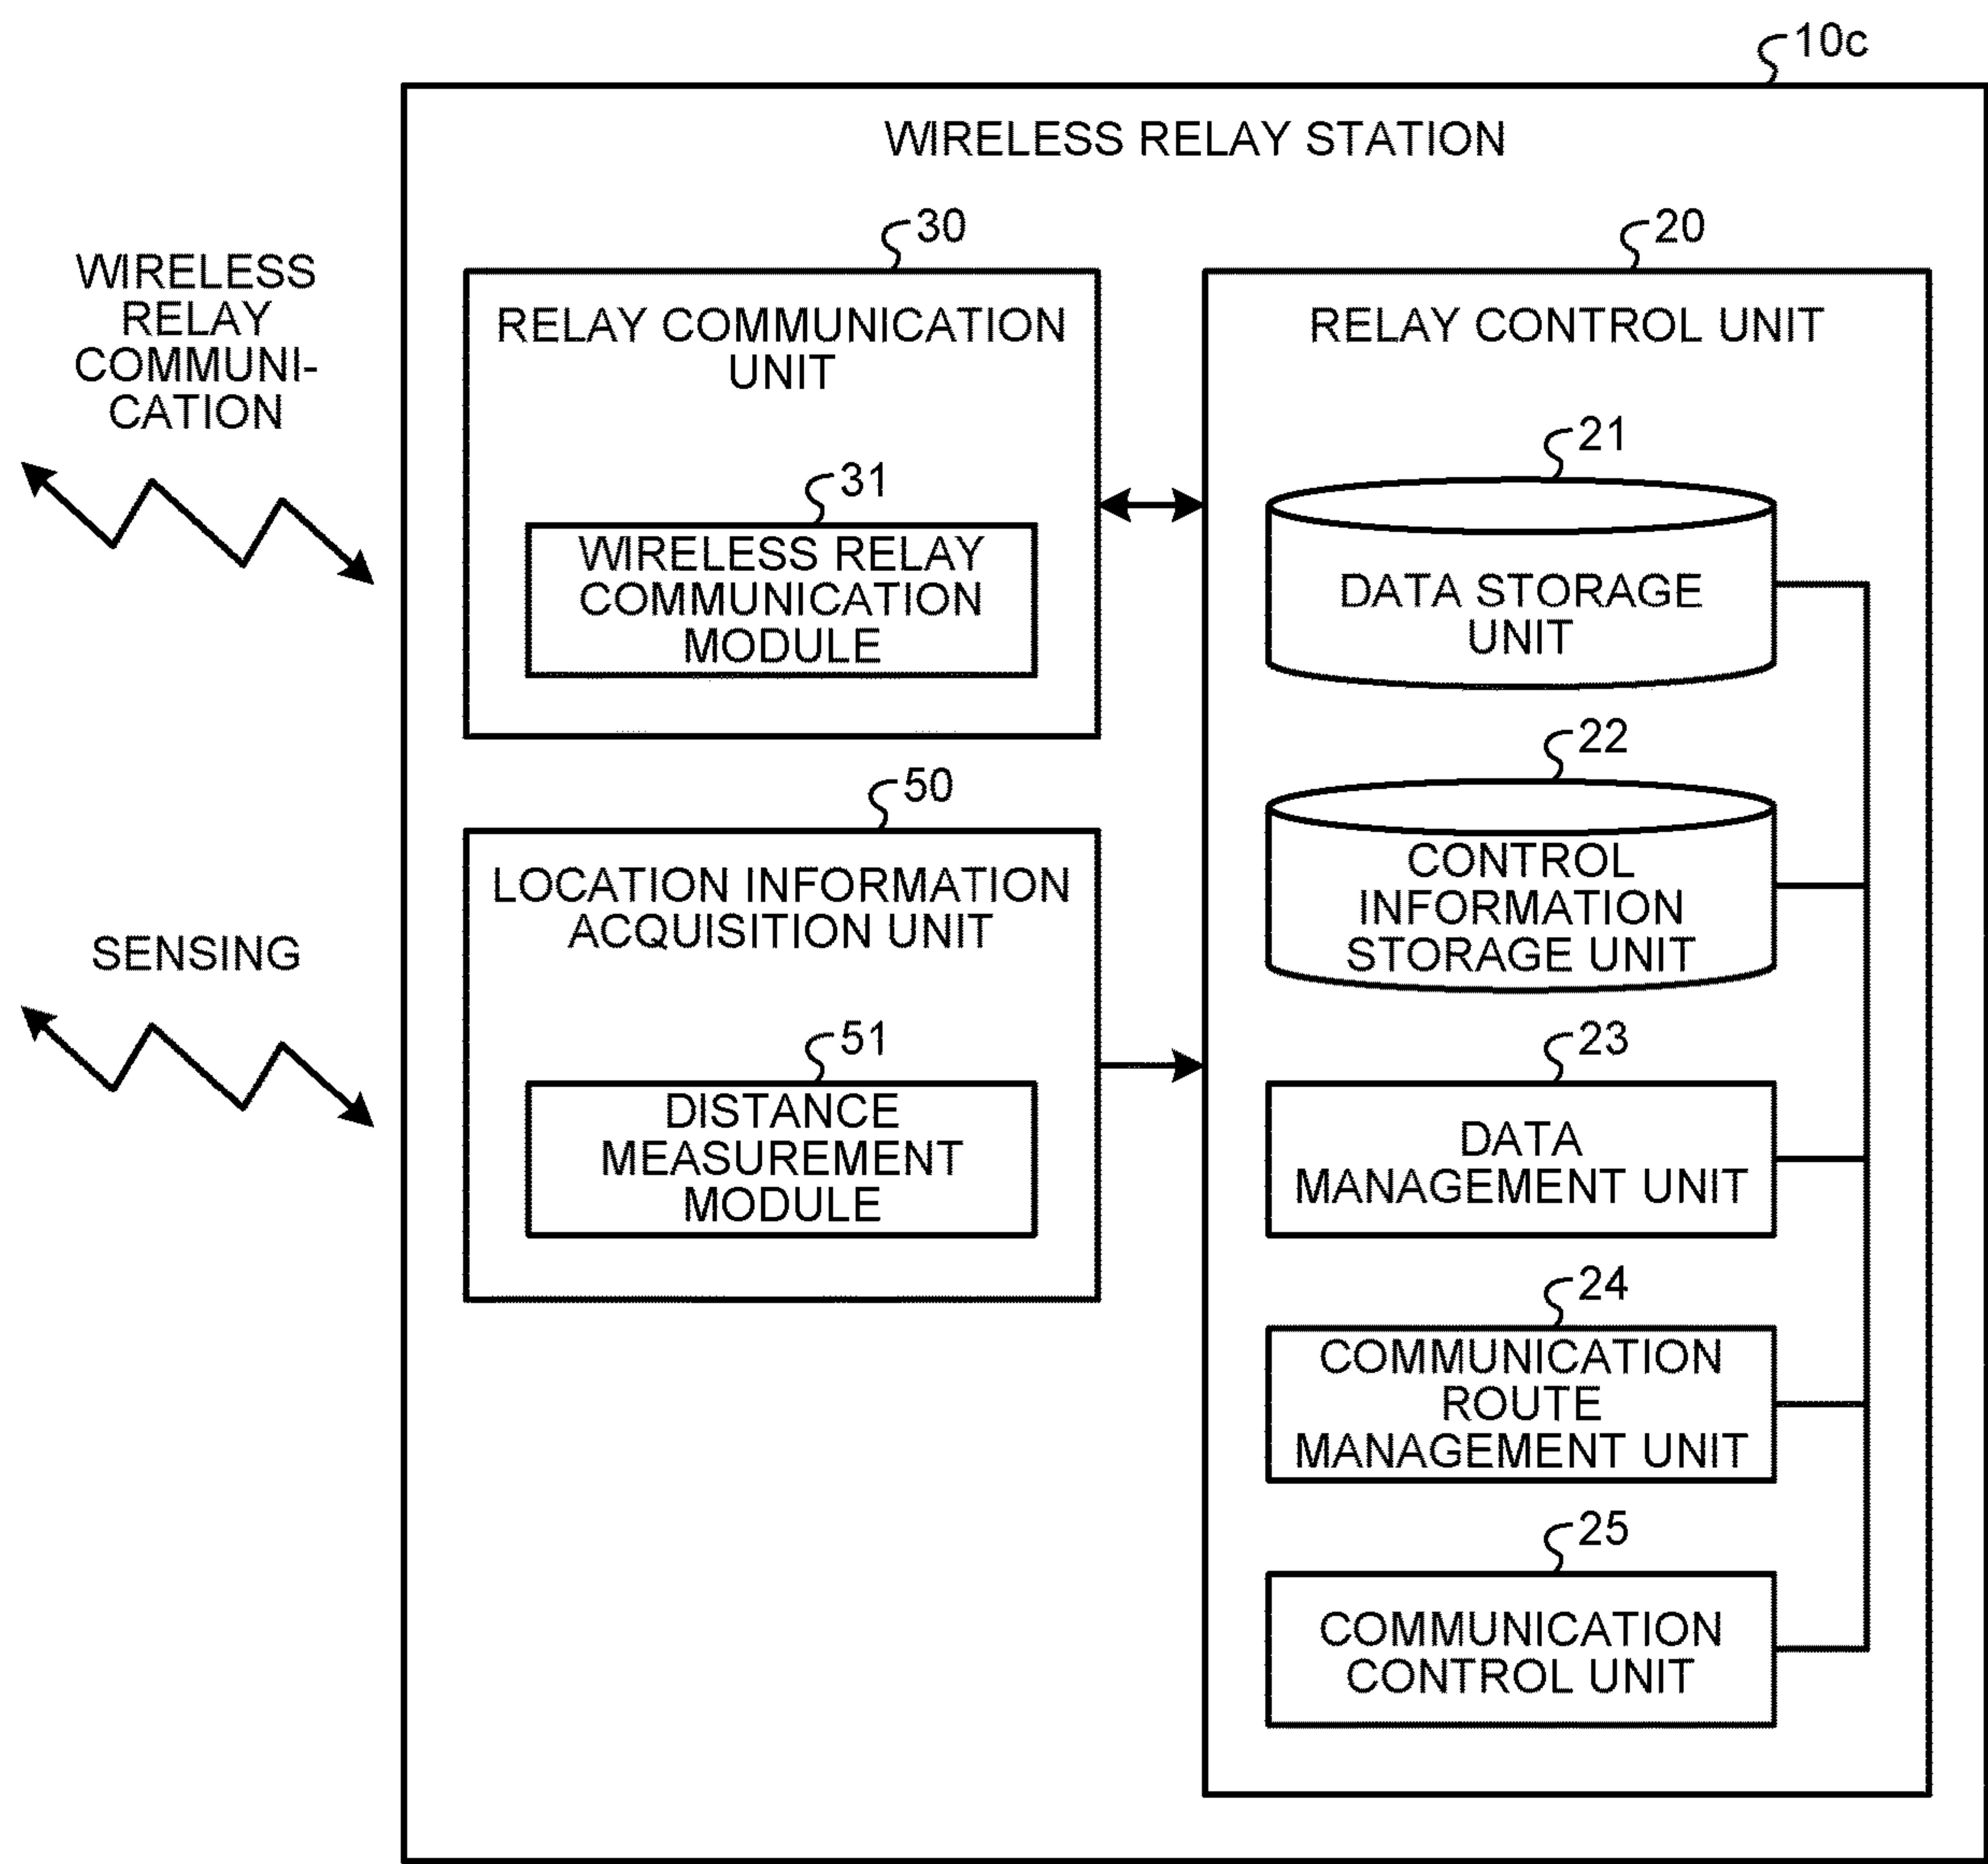 10c
WIRELESS RELAY STATION
WIRELESS
RELAY
COMMUNI-
CATION
SENSING
30
RELAY COMMUNICATION
UNIT
31
WIRELESS RELAY
COMMUNICATION
MODULE
50
LOCATION INFORMATION
ACQUISITION UNIT
51
DISTANCE
MEASUREMENT
MODULE
20
RELAY CONTROL UNIT
21
DATA STORAGE
UNIT
22
CONTROL
INFORMATION
STORAGE UNIT
23
DATA
MANAGEMENT UNIT
24
COMMUNICATION
ROUTE
MANAGEMENT UNIT
25
COMMUNICATION
CONTROL UNIT